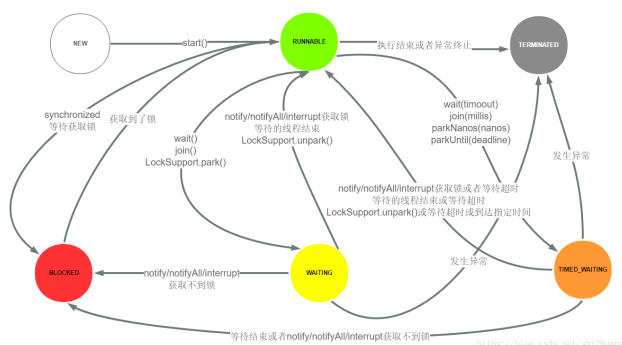 NEW
start()
RUNNABLE
执行结束或者异常终止
TERMINATED
synchronized
等待获取锁
获取到了锁
wait()
join()
LockSupport.park()
notify/notifyAll/interrupt获取锁
等待的线程结束
LockSupport.unpark()
wait(timoout)
join(millis)
parkNanos(nanos)
parkUntil(deadline)
发生异常
notify/notifyAll/interrupt获取锁或者等待超时
等待的线程结束或等待超时
LockSupport.unpark()或等待超时或到达指定时间
发生异常
BLOCKED
notify/notifyAll/interrupt
获取不到锁
WAITING
TIMED_WAITING
等待结束或者notify/notifyAll/interrupt获取不到锁